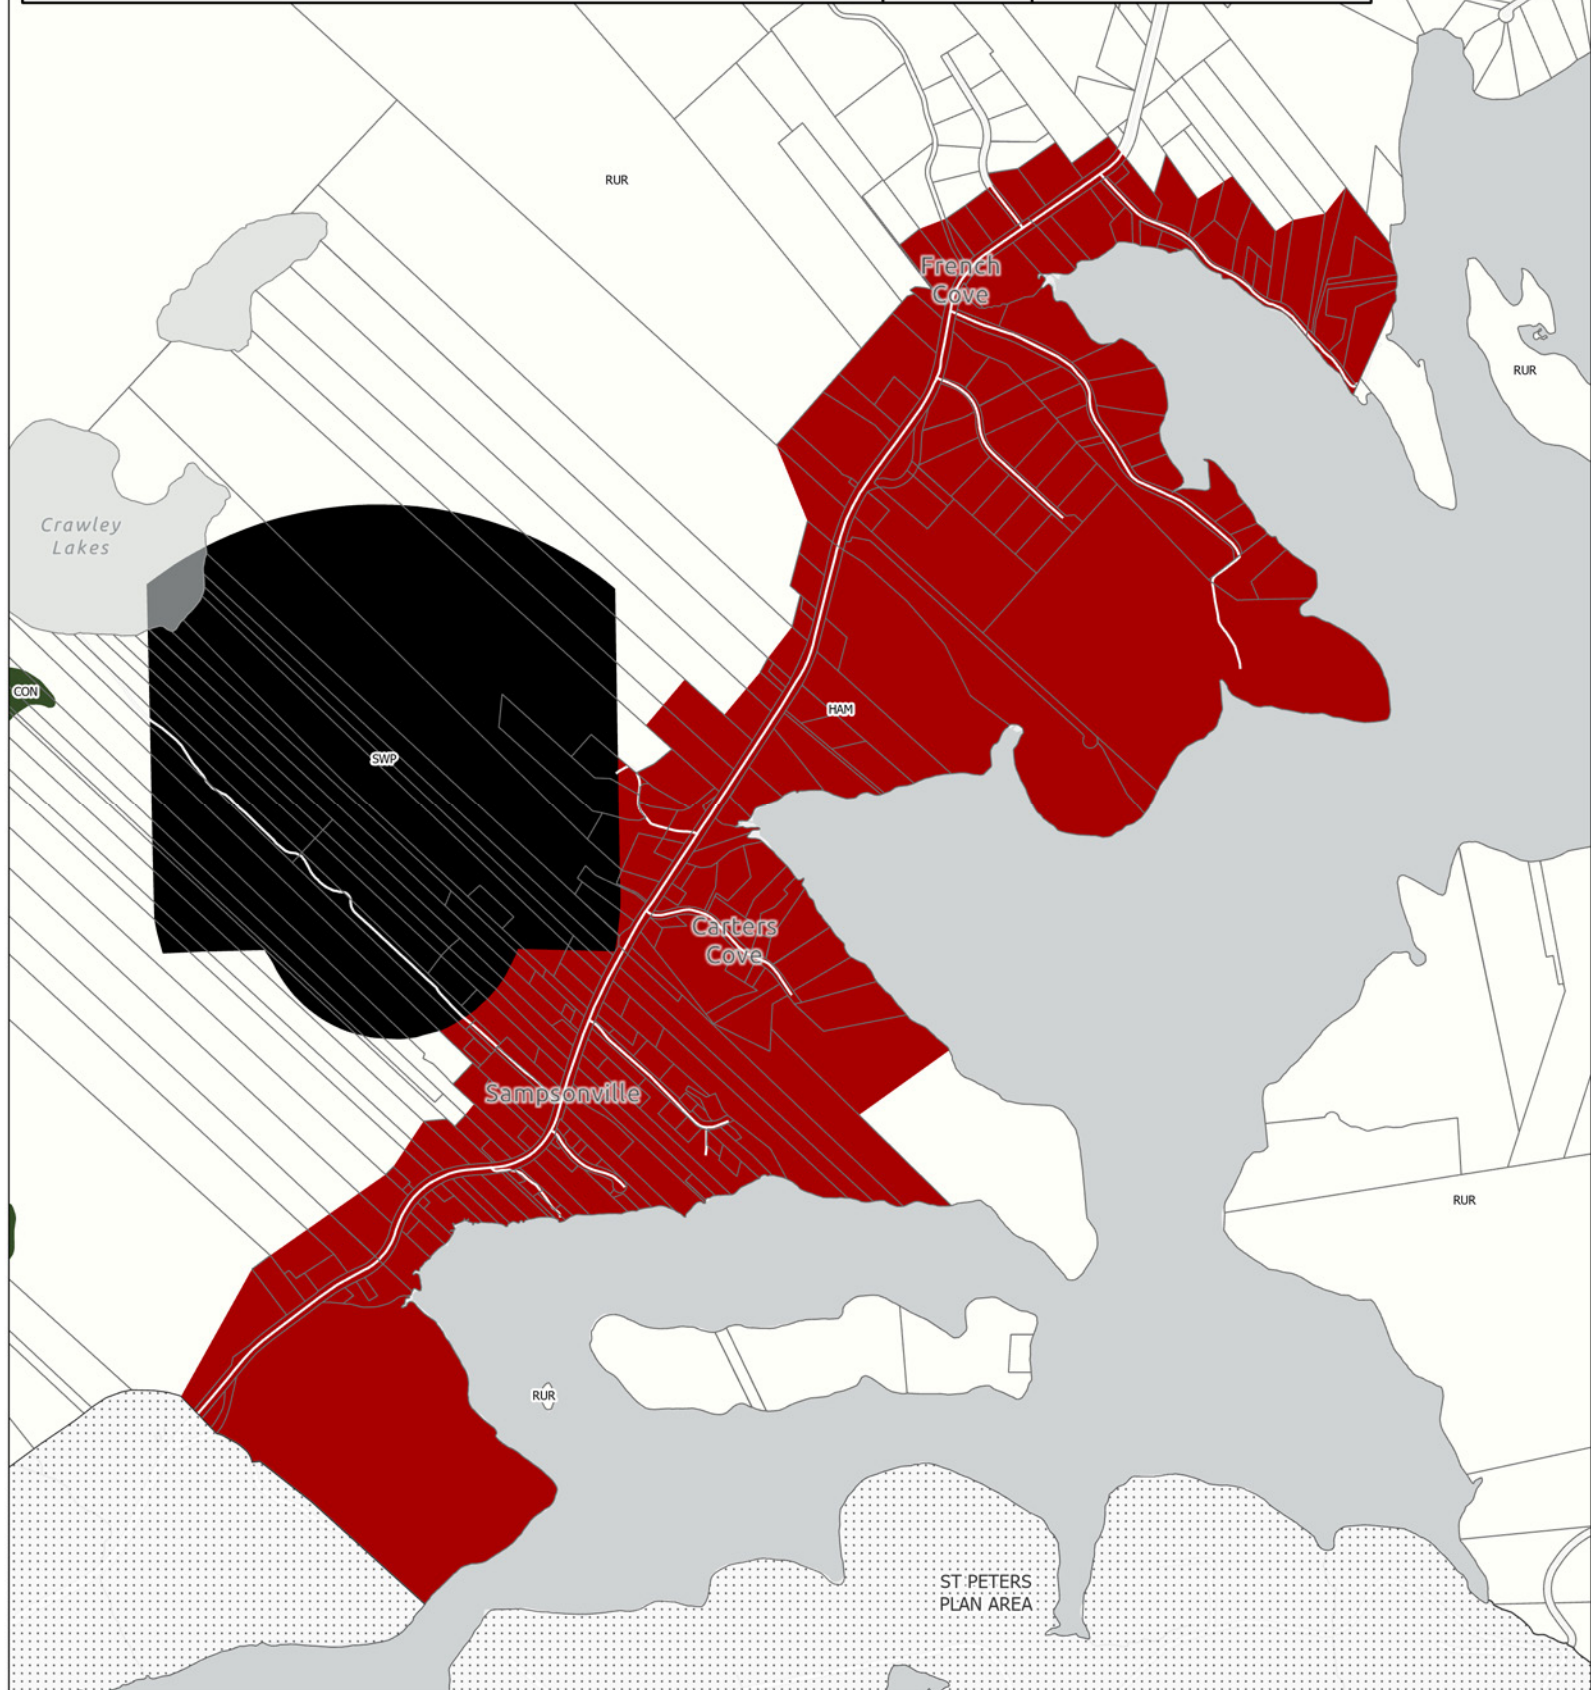 RUR
French
Cove
RUR
Crawley
Lakes
CON
HAM
SWP
Carters
Cove
Sampsonville
RUR
RUR
ST PETERS
PLAN AREA